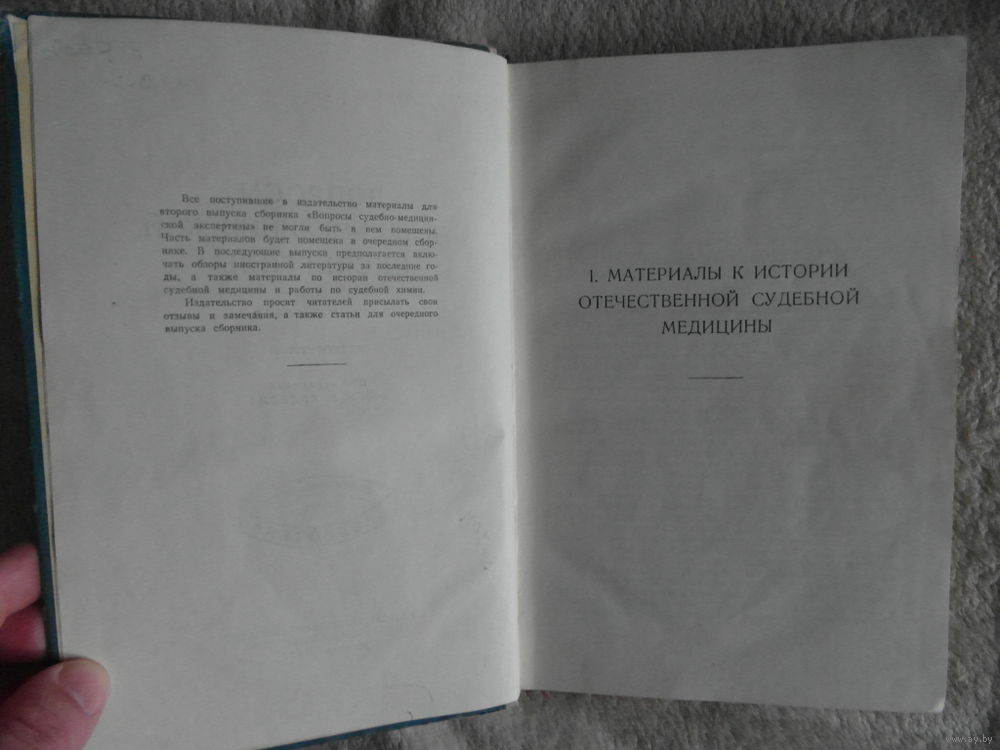 Все поступившие в издательство материалы для
второго выпуска сборника «Вопросы судебно-медицин-
ской экспертизы» не могли быть в нем помещены.
Часть материалов будет помещена в очередном сбор-
нике. В последующие выпуски предполагается вклю-
чать обзоры иностранной литературы за последние го-
ды, а также материалы по истории отечественной
судебной медицины и работы по судебной химии.
Издательство просит читателей присылать свои
отзывы и замечания, а также статьи для очередного
выпуска сборника.
I. МАТЕРИАЛЫ К ИСТОРИИ
ОТЕЧЕСТВЕННОЙ СУДЕБНОЙ
МЕДИЦИНЫ
www.ay.by